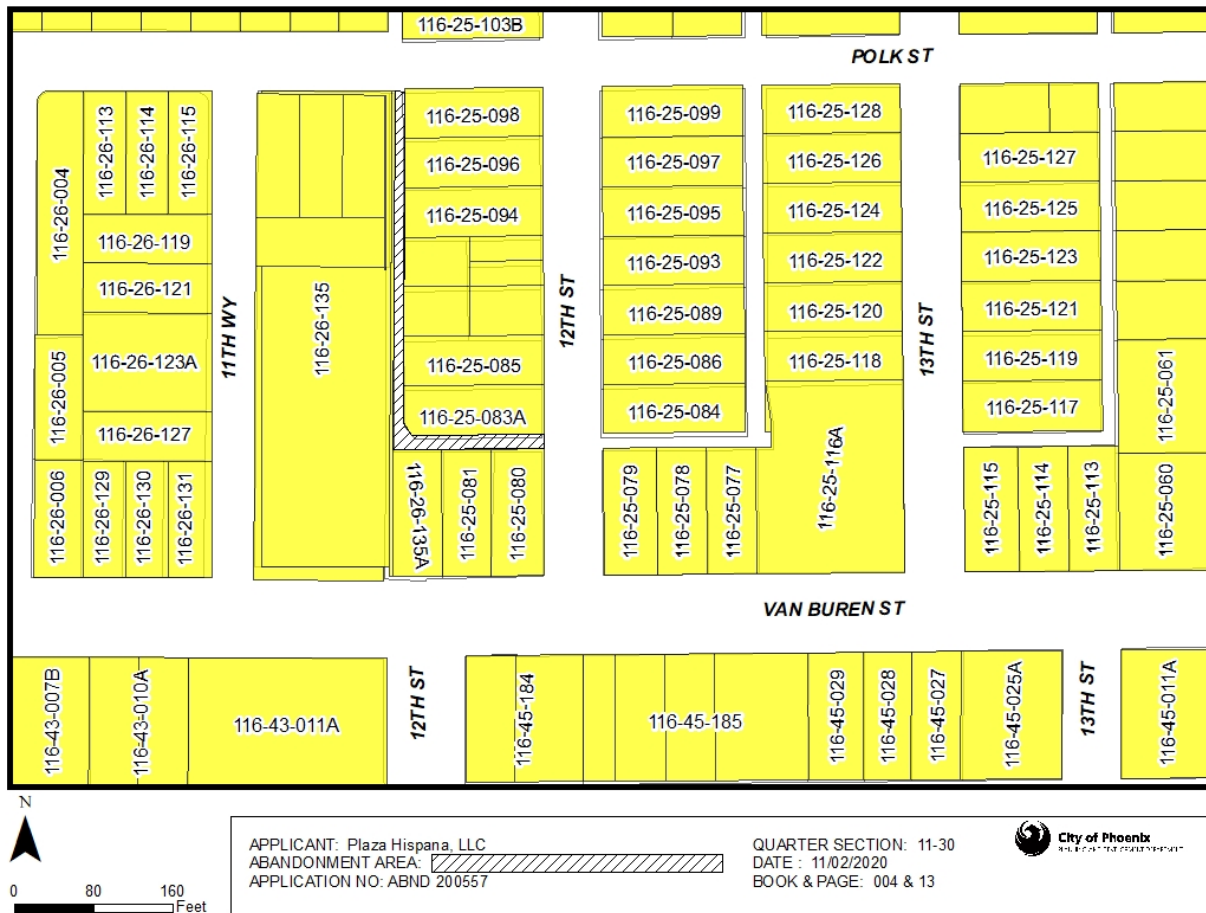 116-25-103B
POLK ST
116-26-004
116-26-113
116-26-114
116-26-115
116-25-098
116-25-099
116-25-128
116-25-096
116-25-097
116-25-126
116-25-127
116-25-094
116-25-095
116-25-124
116-25-125
116-26-119
116-25-093
116-25-122
116-25-123
116-26-121
11TH WY
116-26-135
12TH ST
116-25-089
116-25-120
13TH ST
116-25-121
116-26-005
116-26-123A
116-25-085
116-25-086
116-25-118
116-25-119
116-25-061
116-25-083A
116-25-084
116-25-117
116-26-127
116-25-116A
116-26-006
116-26-129
116-26-130
116-26-131
116-26-135A
116-25-081
116-25-080
116-25-079
116-25-078
116-25-077
116-25-115
116-25-114
116-25-113
116-25-060
VAN BUREN ST
116-43-007B
116-43-010A
116-43-011A
12TH ST
116-45-184
116-45-185
116-45-029
116-45-028
116-45-027
116-45-025A
13TH ST
116-45-011A
N
0 80 160
Feet
APPLICANT: Plaza Hispana, LLC
ABANDONMENT AREA:
APPLICATION NO: ABND 200557
QUARTER SECTION: 11-30
DATE : 11/02/2020
BOOK & PAGE: 004 & 13
City of Phoenix
PLANNING AND DEVELOPMENT DEPARTMENT